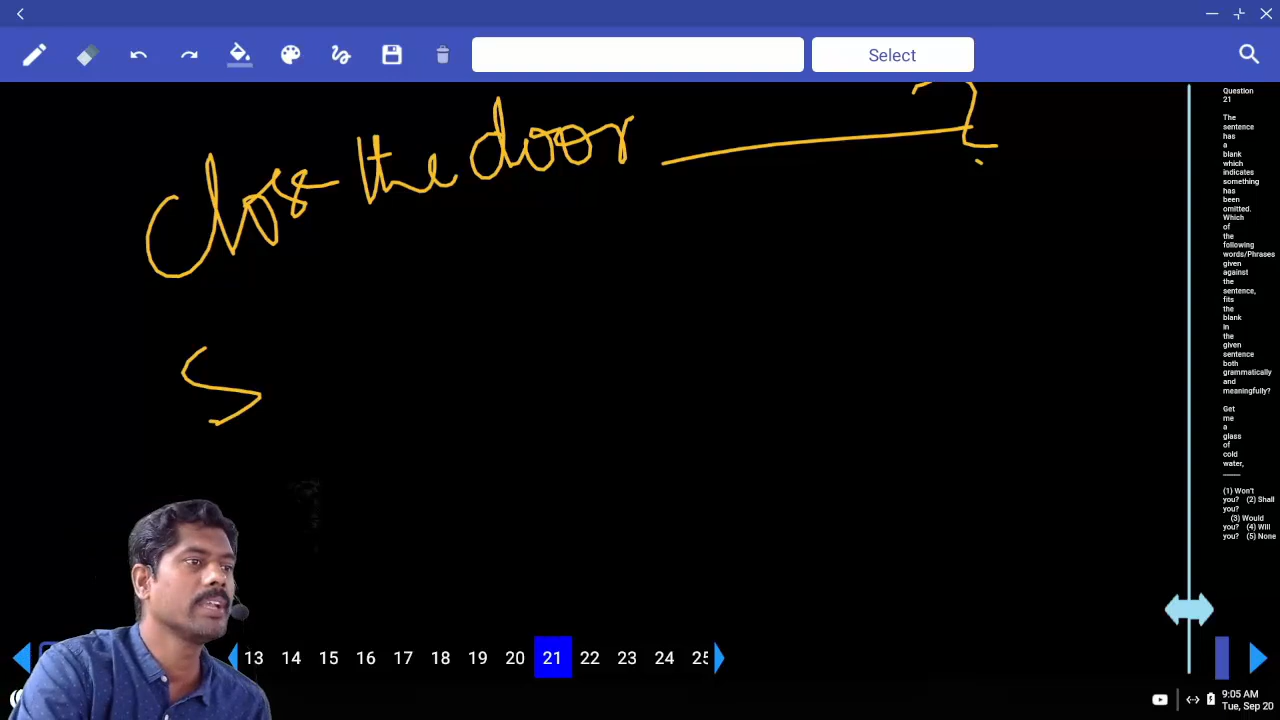 Select
Close the door ______?
S
Question
21
The
sentence
has
a
blank
which
indicates
something
has
been
omitted.
Which
of
the
following
words/Phrases
given
against
the
sentence,
fits
the
blank
in
the
given
sentence
both
grammatically
and
meaningfully?
Get
me
a
glass
of
cold
water,
____
(1) Won't
you? (2) Shall
you?
(3) Would
you? (4) Will
you? (5) None
13 14 15 16 17 18 19 20 21 22 23 24 25
9:05 AM
Tue, Sep 20